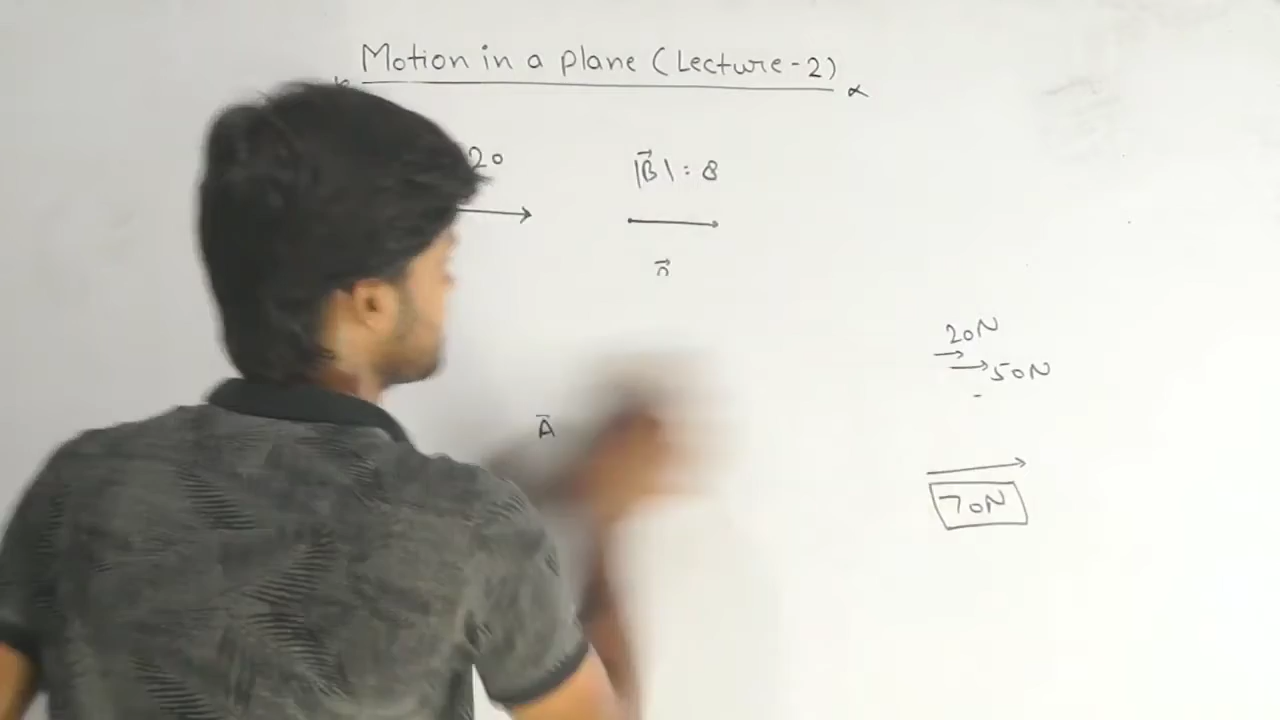 Motion in a plane (Lecture - 2)
20
|B⃗| : 8
A⃗
20N
50N
70N